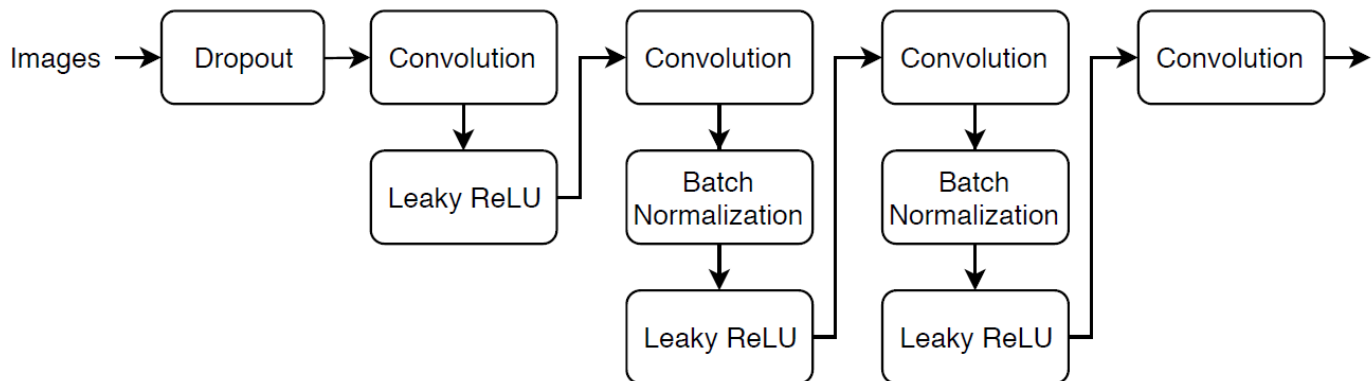 Images
Dropout
Convolution
Leaky ReLU
Convolution
Batch
Normalization
Leaky ReLU
Convolution
Batch
Normalization
Leaky ReLU
Convolution